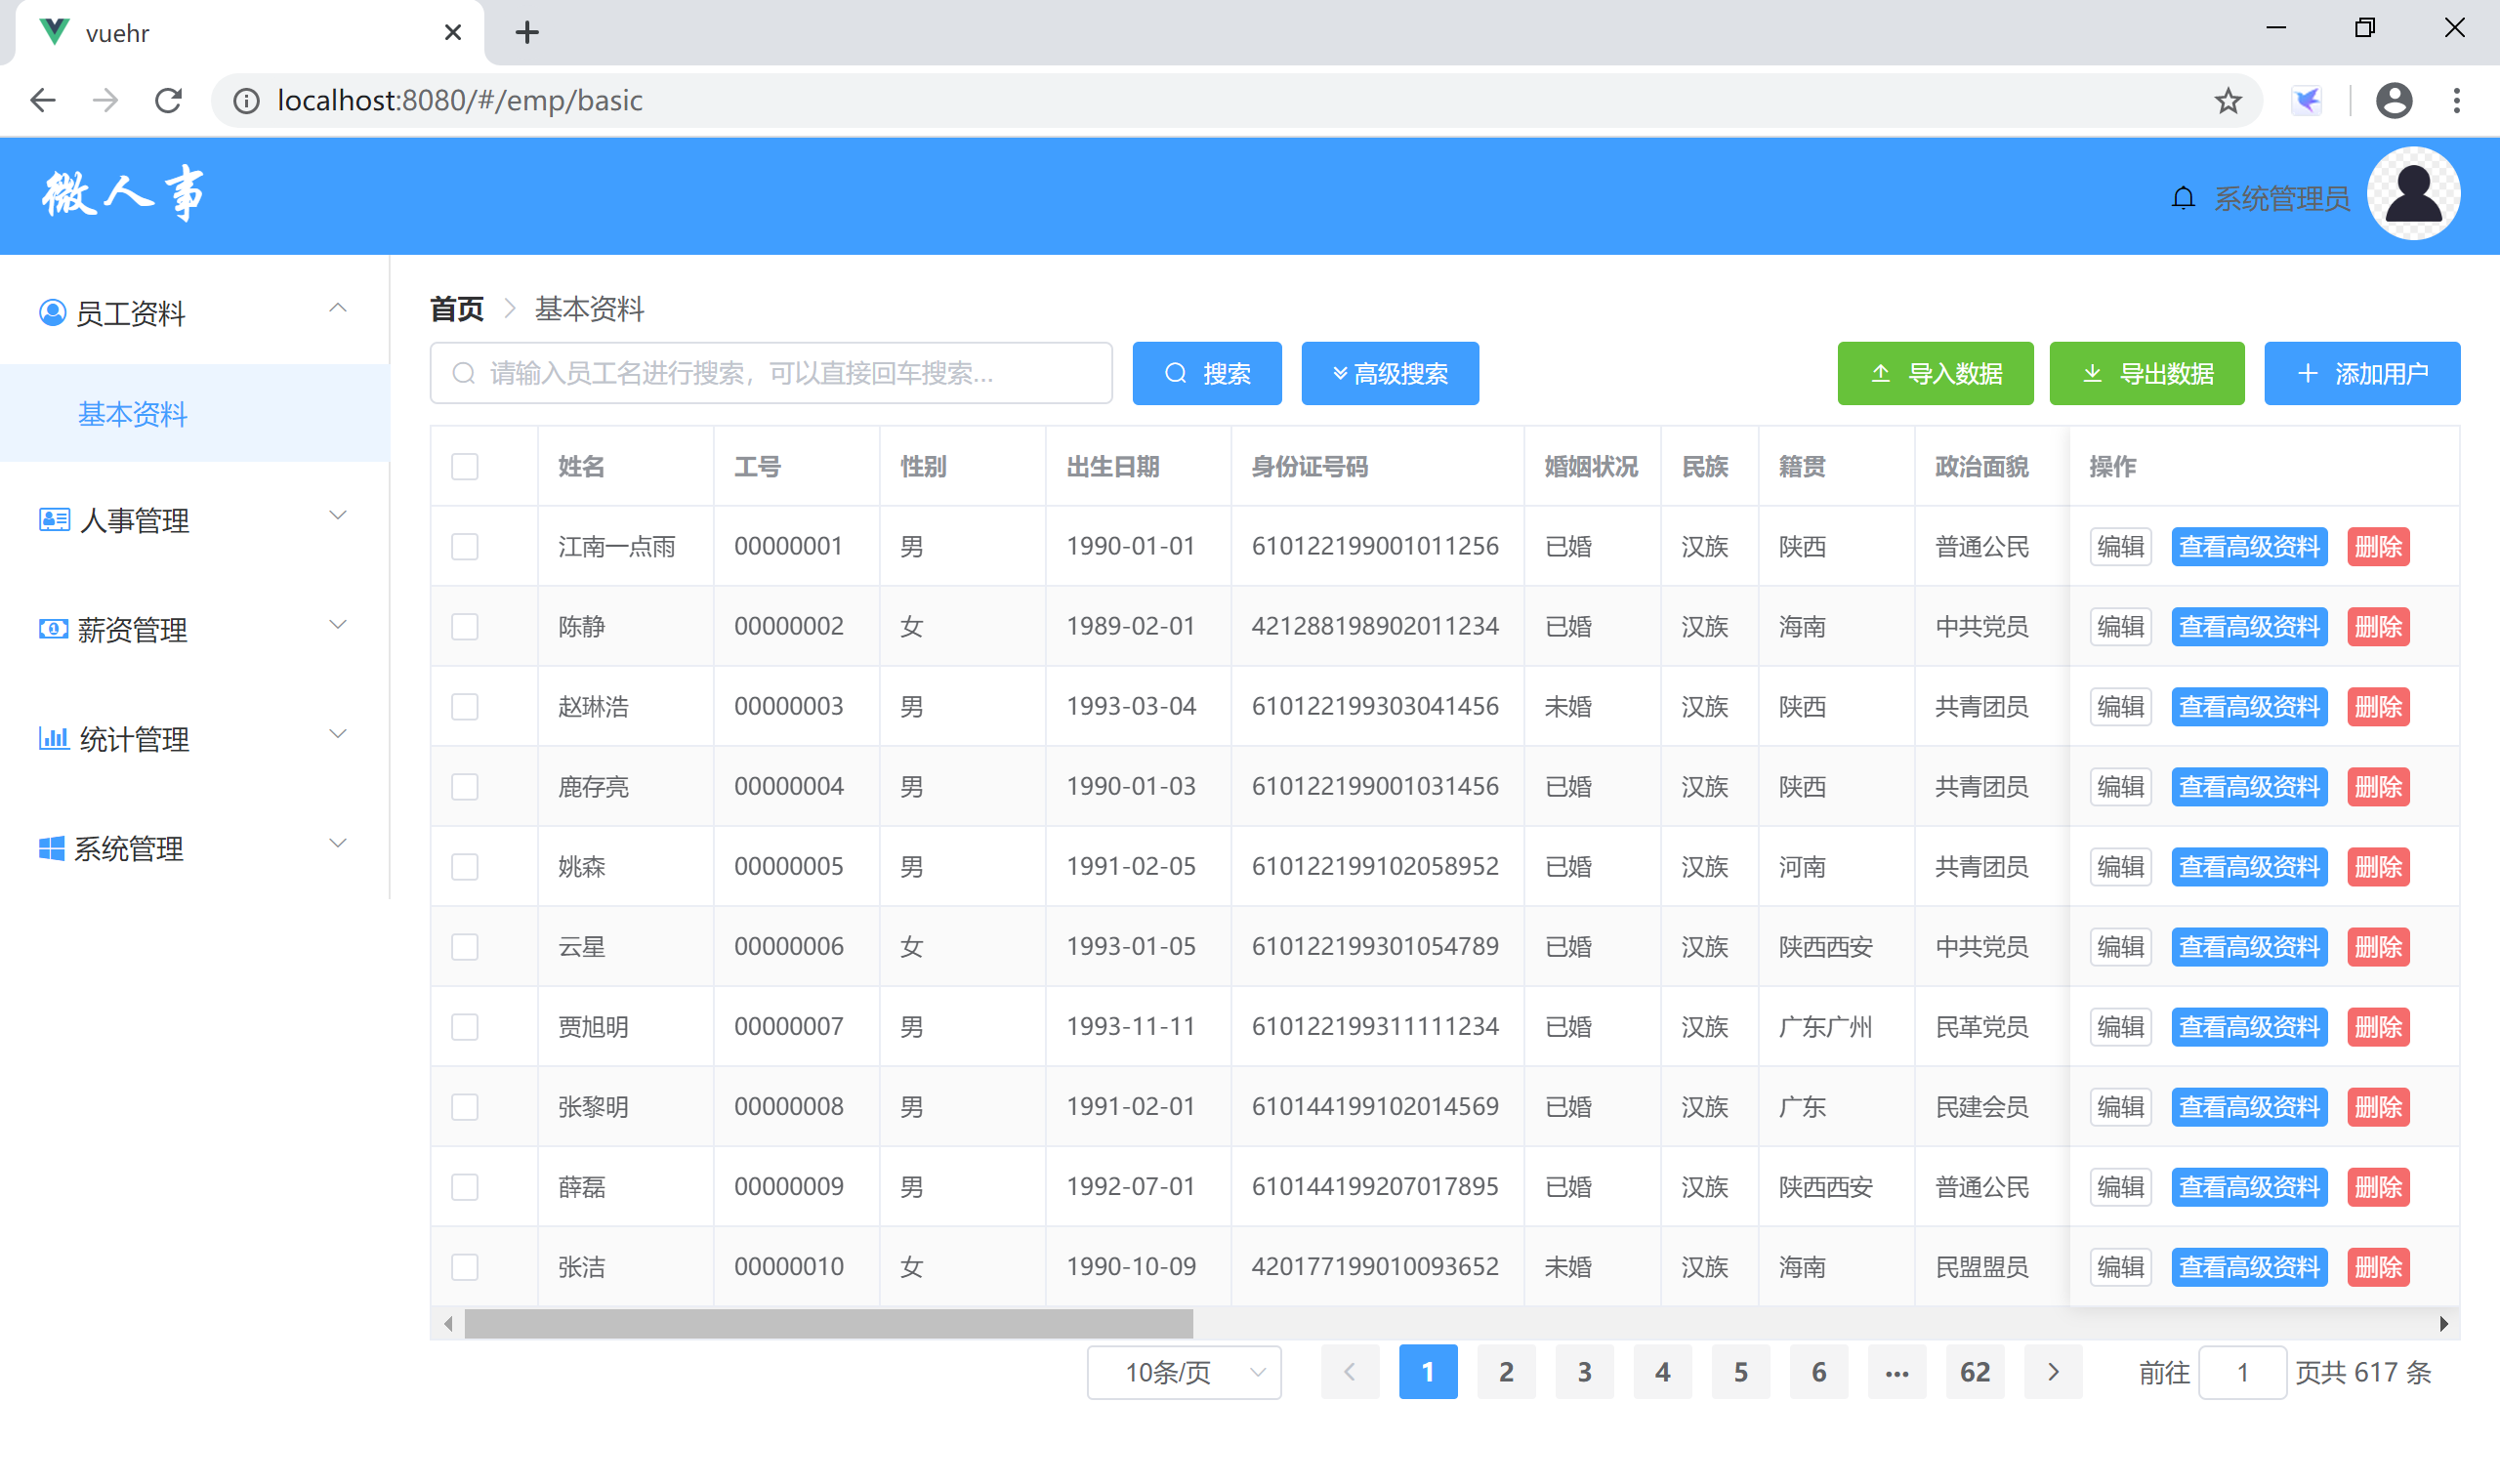 vuehr
localhost:8080/#/emp/basic
微人事
系统管理员
员工资料
基本资料
人事管理
薪资管理
统计管理
系统管理
首页 基本资料
请输入员工名进行搜索，可以直接回车搜索...
搜索
高级搜索
导入数据
导出数据
添加用户
姓名 工号 性别 出生日期 身份证号码 婚姻状况 民族 籍贯 政治面貌 操作
江南一点雨 00000001 男 1990-01-01 610122199001011256 已婚 汉族 陕西 普通公民 编辑 查看高级资料 删除
陈静 00000002 女 1989-02-01 421288198902011234 已婚 汉族 海南 中共党员 编辑 查看高级资料 删除
赵琳浩 00000003 男 1993-03-04 610122199303041456 未婚 汉族 陕西 共青团员 编辑 查看高级资料 删除
鹿存亮 00000004 男 1990-01-03 610122199001031456 已婚 汉族 陕西 共青团员 编辑 查看高级资料 删除
姚森 00000005 男 1991-02-05 610122199102058952 已婚 汉族 河南 共青团员 编辑 查看高级资料 删除
云星 00000006 女 1993-01-05 610122199301054789 已婚 汉族 陕西西安 中共党员 编辑 查看高级资料 删除
贾旭明 00000007 男 1993-11-11 610122199311111234 已婚 汉族 广东广州 民革党员 编辑 查看高级资料 删除
张黎明 00000008 男 1991-02-01 610144199102014569 已婚 汉族 广东 民建会员 编辑 查看高级资料 删除
薛磊 00000009 男 1992-07-01 610144199207017895 已婚 汉族 陕西西安 普通公民 编辑 查看高级资料 删除
张洁 00000010 女 1990-10-09 420177199010093652 未婚 汉族 海南 民盟盟员 编辑 查看高级资料 删除
10条/页 1 2 3 4 5 6 ... 62 前往 1 页共 617 条